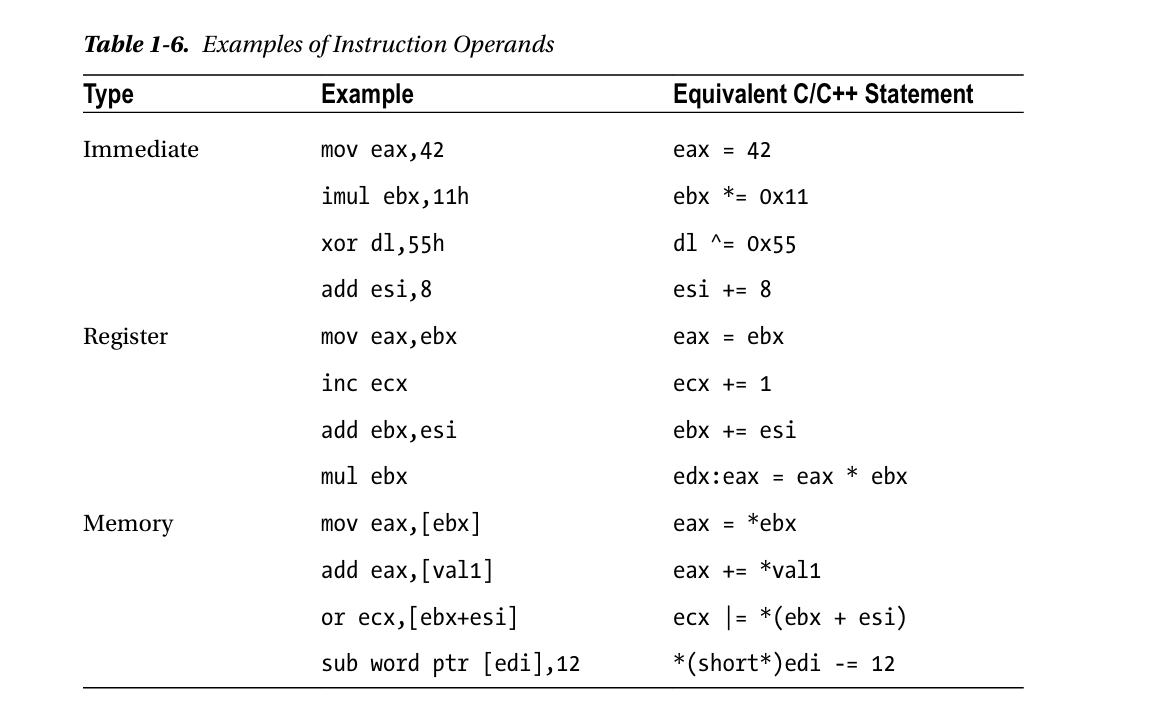 Table 1-6. Examples of Instruction Operands
Type Example Equivalent C/C++ Statement
Immediate mov eax,42 eax = 42
imul ebx,11h ebx *= 0x11
xor dl,55h dl ^= 0x55
add esi,8 esi += 8
Register mov eax,ebx eax = ebx
inc ecx ecx += 1
add ebx,esi ebx += esi
mul ebx edx:eax = eax * ebx
Memory mov eax,[ebx] eax = *ebx
add eax,[val1] eax += *val1
or ecx,[ebx+esi] ecx |= *(ebx + esi)
sub word ptr [edi],12 *(short*)edi -= 12